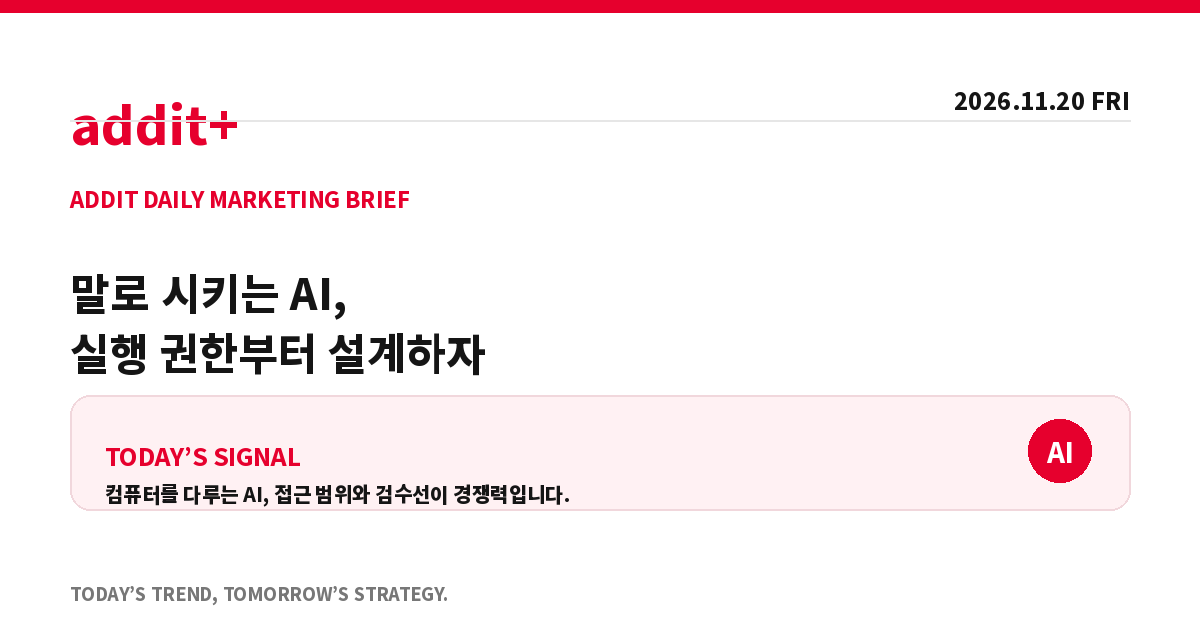 2026.11.20 FRI
addit+
ADDIT DAILY MARKETING BRIEF
말로 시키는 AI,
실행 권한부터 설계하자
TODAY’S SIGNAL
AI
컴퓨터를 다루는 AI, 접근 범위와 검수선이 경쟁력입니다.
TODAY’S TREND, TOMORROW’S STRATEGY.